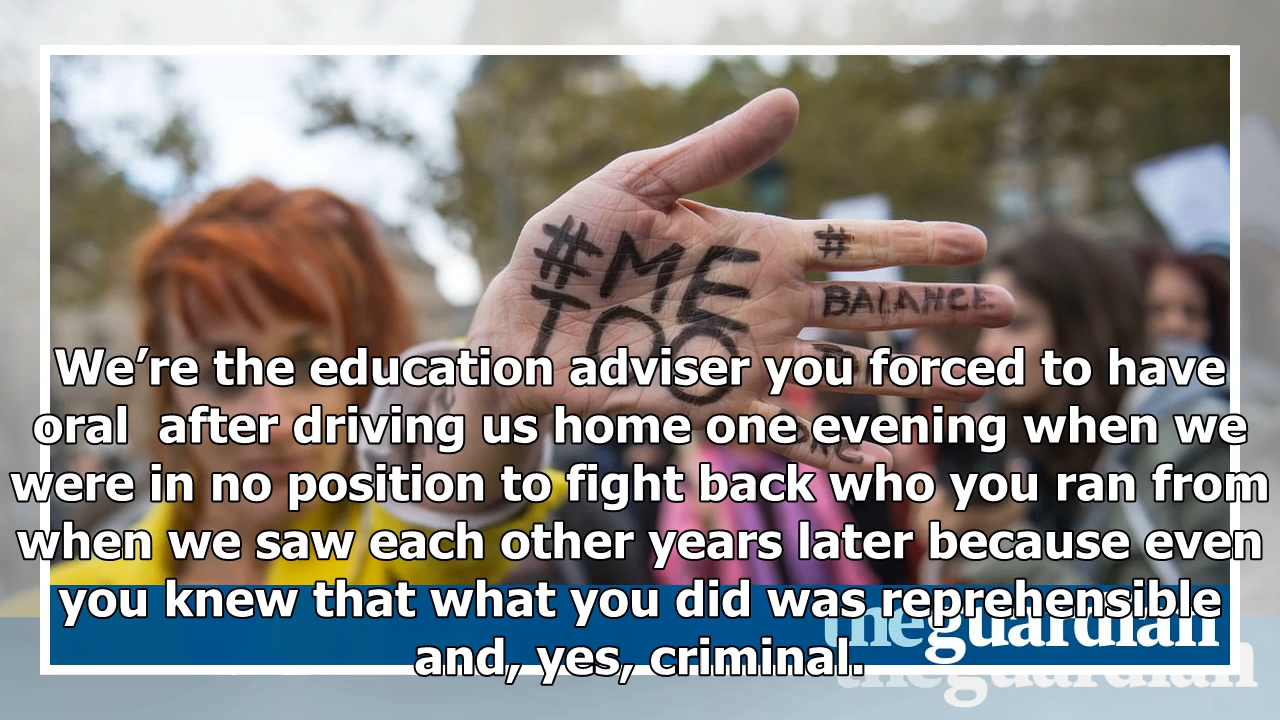 #ME
TOO
#
BALANCE
We’re the education adviser you forced to have
oral  after driving us home one evening when we
were in no position to fight back who you ran from
when we saw each other years later because even
you knew that what you did was reprehensible
and, yes, criminal.
theguardian
theguardian